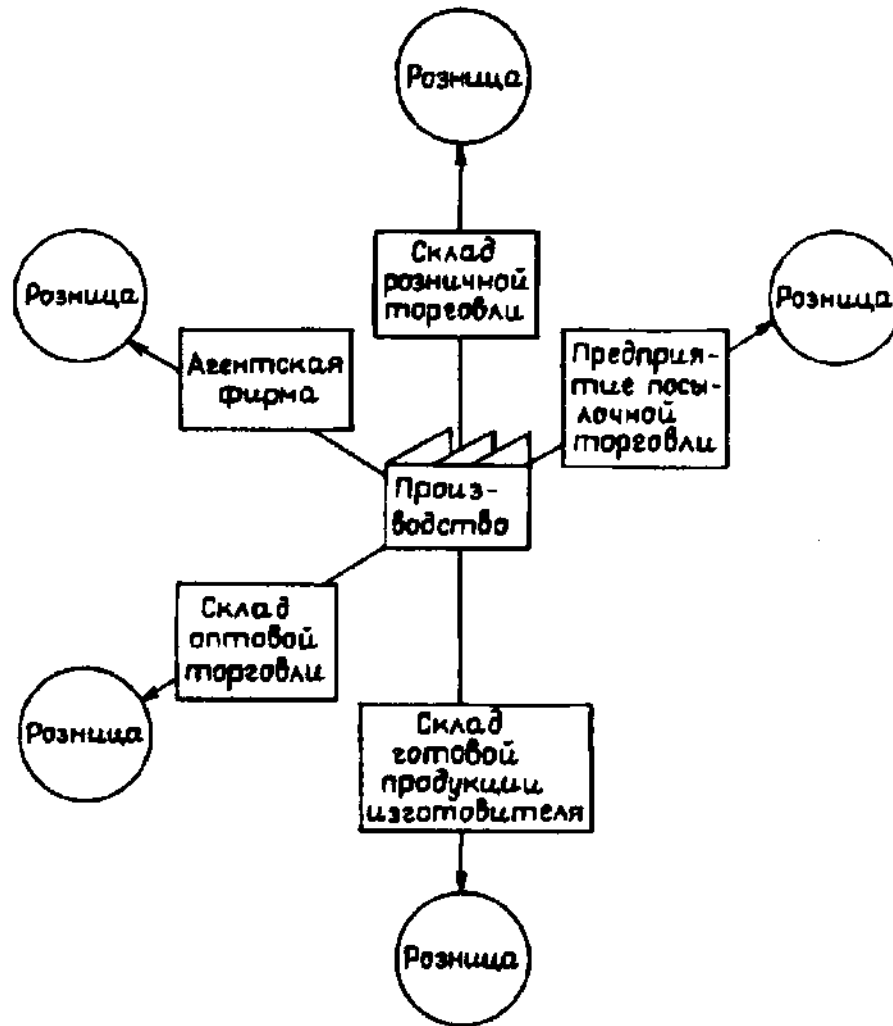 Розница
Склад
розничной
торговли
Розница
Розница
Агентская
фирма
Предприя-
тие посы-
лочной
торговли
Произ-
водство
Склад
оптовой
торговли
Розница
Склад
готовой
продукции
изготовителя
Розница